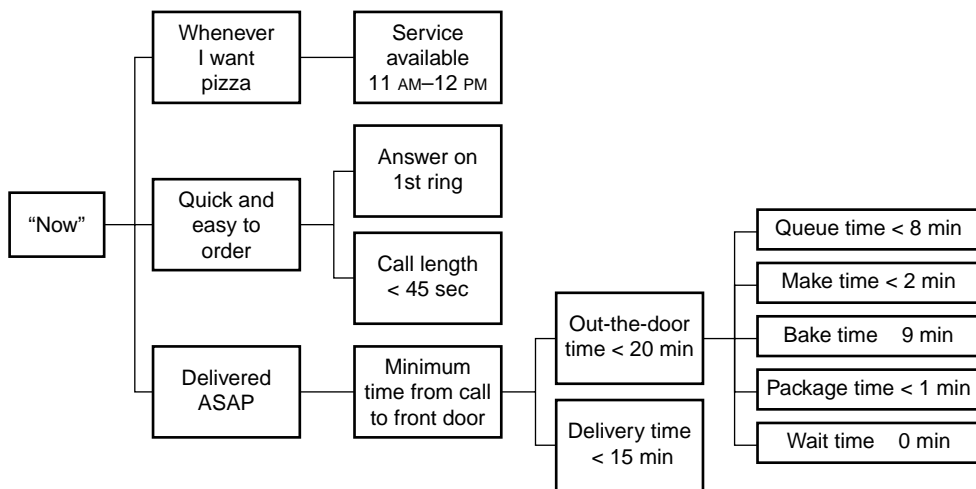 “Now”
Whenever
I want
pizza
Service
available
11 AM–12 PM
Quick and
easy to
order
Answer on
1st ring
Call length
< 45 sec
Delivered
ASAP
Minimum
time from call
to front door
Out-the-door
time < 20 min
Delivery time
< 15 min
Queue time < 8 min
Make time < 2 min
Bake time 9 min
Package time < 1 min
Wait time 0 min